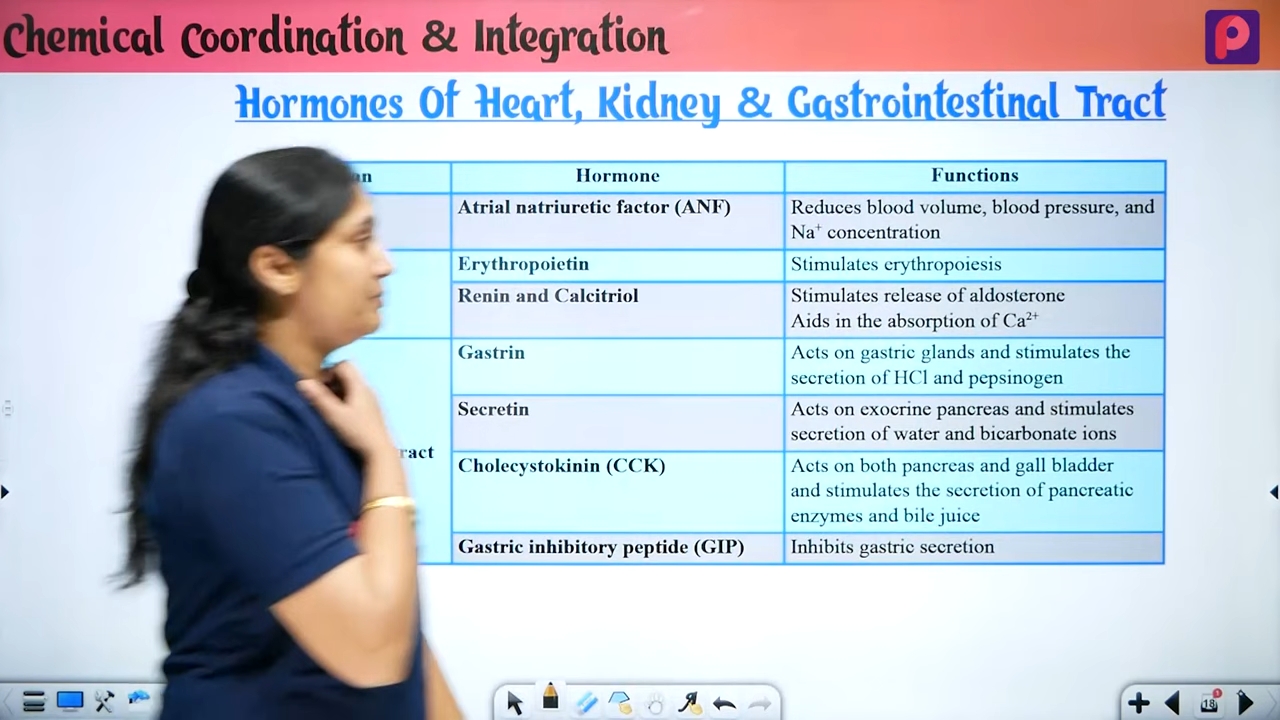 Chemical Coordination & Integration
Hormones Of Heart, Kidney & Gastrointestinal Tract
Hormone
Functions
Atrial natriuretic factor (ANF)
Reduces blood volume, blood pressure, and
Na⁺ concentration
Erythropoietin
Stimulates erythropoiesis
Renin and Calcitriol
Stimulates release of aldosterone
Aids in the absorption of Ca²⁺
Gastrin
Acts on gastric glands and stimulates the
secretion of HCl and pepsinogen
Secretin
Acts on exocrine pancreas and stimulates
secretion of water and bicarbonate ions
Cholecystokinin (CCK)
Acts on both pancreas and gall bladder
and stimulates the secretion of pancreatic
enzymes and bile juice
Gastric inhibitory peptide (GIP)
Inhibits gastric secretion
18